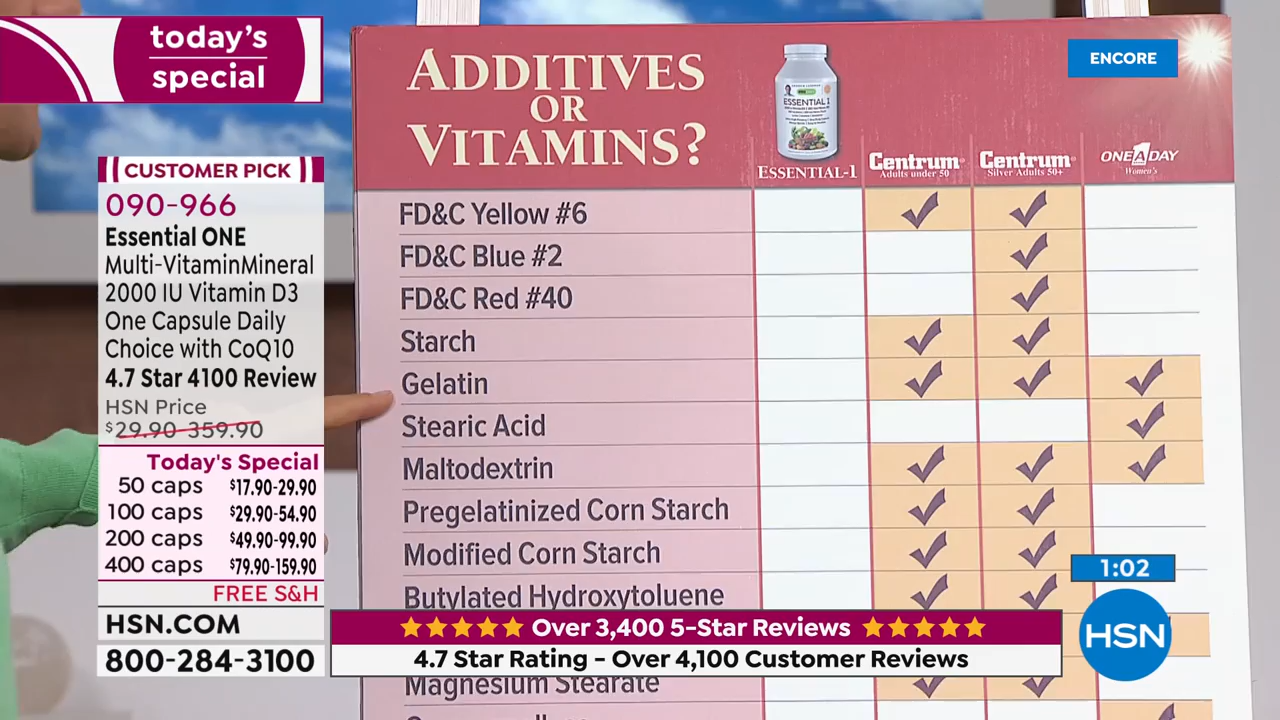 today's
special
CUSTOMER PICK
090-966
Essential ONE
Multi-VitaminMineral
2000 IU Vitamin D3
One Capsule Daily
Choice with CoQ10
4.7 Star 4100 Review
HSN Price
$29.90-359.90
Today's Special
50 caps $17.90-29.90
100 caps $29.90-54.90
200 caps $49.90-99.90
400 caps $79.90-159.90
FREE S&H
HSN.COM
800-284-3100
ADDITIVES
OR
VITAMINS?
ESSENTIAL 1
ESSENTIAL-1
Centrum
Adults under 50
Centrum
Silver Adults 50+
ONE A DAY
Women's
ENCORE
FD&C Yellow #6
FD&C Blue #2
FD&C Red #40
Starch
Gelatin
Stearic Acid
Maltodextrin
Pregelatinized Corn Starch
Modified Corn Starch
Butylated Hydroxytoluene
Magnesium Stearate
1:02
HSN
Over 3,400 5-Star Reviews
4.7 Star Rating - Over 4,100 Customer Reviews